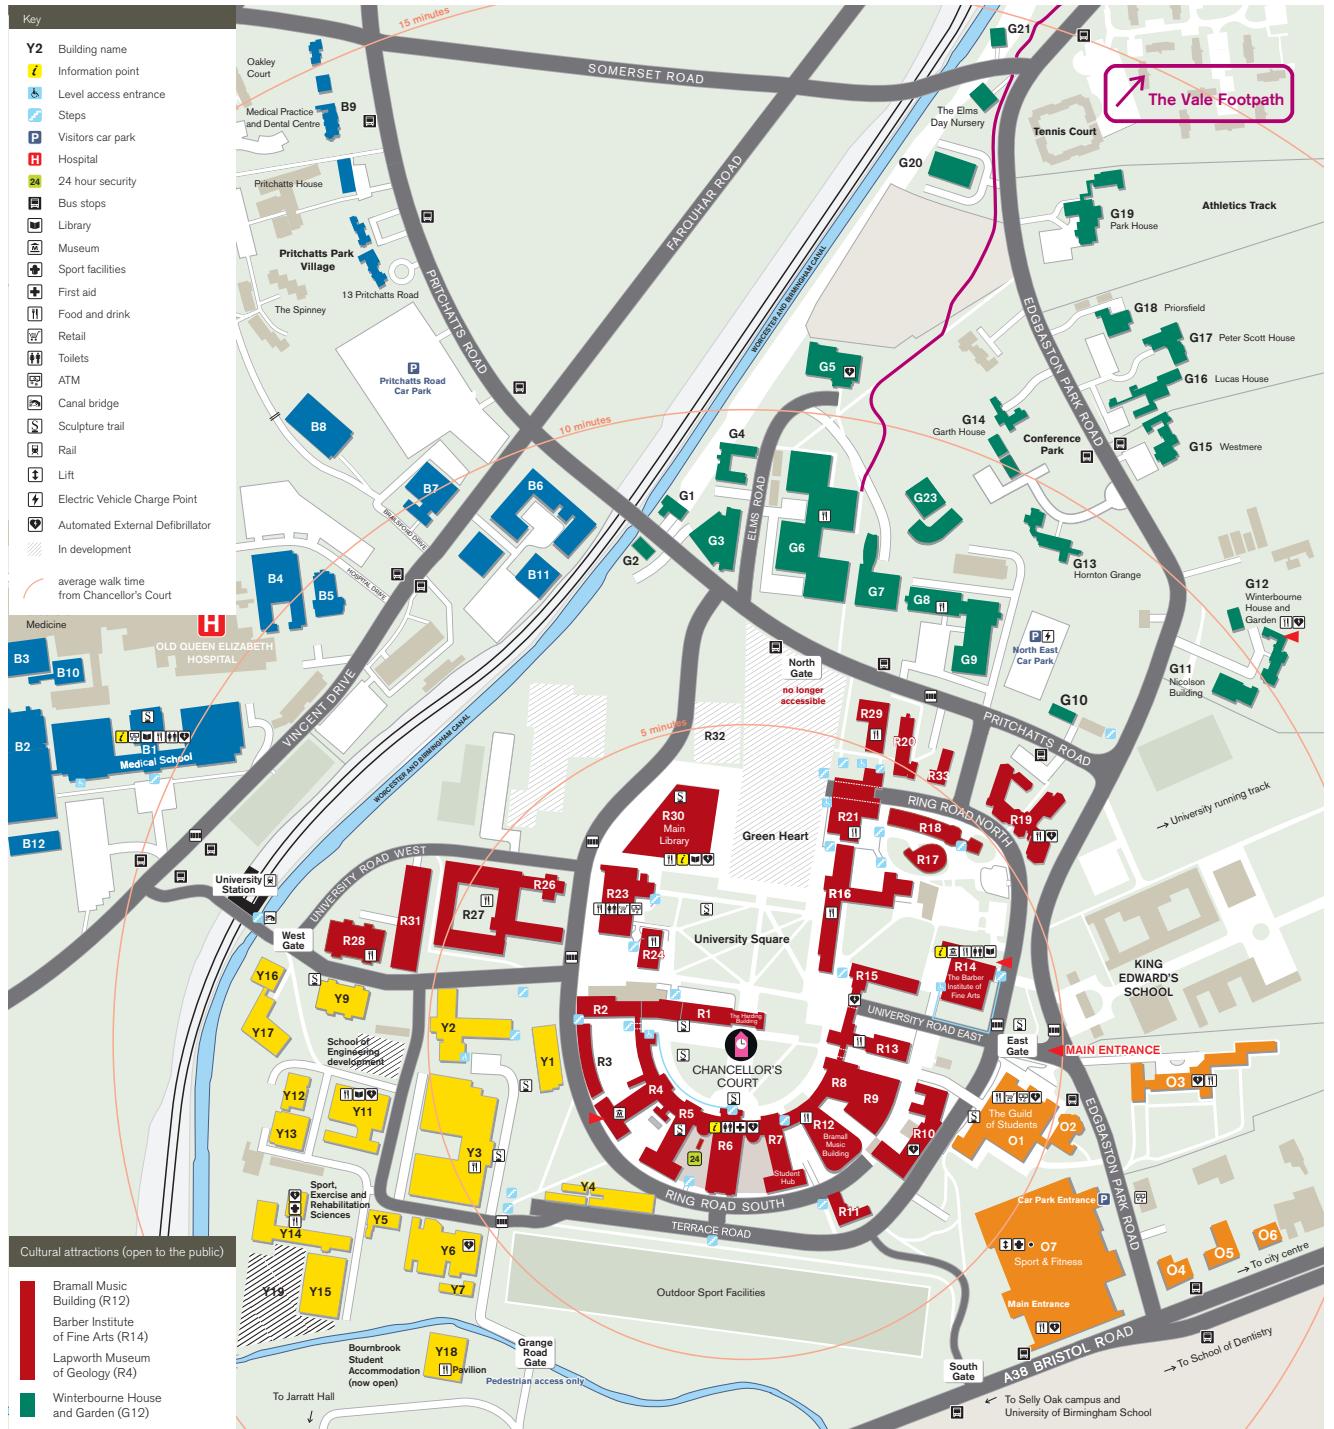 Key
Y2 Building name
i Information point
Level access entrance
Steps
P Visitors car park
H Hospital
24 24 hour security
Bus stops
Library
Museum
Sport facilities
First aid
Food and drink
Retail
Toilets
ATM
Canal bridge
S Sculpture trail
Rail
Lift
Electric Vehicle Charge Point
Automated External Defibrillator
In development
average walk time
from Chancellor's Court
15 minutes
SOMERSET ROAD
G21
The Vale Footpath
Oakley
Court
B9
Medical Practice
and Dental Centre
The Elms
Day Nursery
Tennis Court
G20
Pritchatts House
FARQUHAR ROAD
G19
Park House
Athletics Track
Pritchatts Park
Village
13 Pritchatts Road
The Spinney
PRITCHATTS ROAD
WORCESTER AND BIRMINGHAM CANAL
EDGBASTON PARK ROAD
G18 Priorsfield
G17 Peter Scott House
G16 Lucas House
G15 Westmere
G5
P
Pritchatts Road
Car Park
G14
Garth House
Conference
Park
10 minutes
B8
G4
B7
B6
G1
G23
ELMS ROAD
BRAILSFORD DRIVE
G3
G6
G2
G13
Hornton Grange
B4
B5
B11
HOSPITAL DRIVE
G7
G8
G12
Winterbourne
House and
Garden
Medicine
H
OLD QUEEN ELIZABETH
HOSPITAL
P
North East
Car Park
B3
B10
G9
G11
Nicolson
Building
North
Gate
no longer
accessible
VINCENT DRIVE
G10
PRITCHATTS ROAD
B2
B1
Medical School
5 minutes
R32
R29
R20
R33
WORCESTER AND BIRMINGHAM CANAL
B12
R30
Main
Library
Green Heart
RING ROAD NORTH
R21
R18
R19
University running track
R17
University
Station
UNIVERSITY ROAD WEST
R26
R23
R16
R31
R27
R28
West
Gate
University Square
R24
R14
The Barber
Institute of
Fine Arts
KING
EDWARD'S
SCHOOL
Y16
R15
Y9
Y17
R2
R1
The Harding
Building
UNIVERSITY ROAD EAST
Y2
School of
Engineering
development
East
Gate
MAIN ENTRANCE
Y1
R3
CHANCELLOR'S
COURT
R13
O3
Y12
Y11
Y13
R4
R8
R9
R5
The Guild
of Students
O1
O2
R12
Bramall
Music
Building
R10
R6
R7
Y3
24
Student
Hub
EDGBASTON PARK ROAD
Sport,
Exercise and
Rehabilitation
Sciences
Y4
RING ROAD SOUTH
R11
Car Park Entrance P
Y14
Y5
TERRACE ROAD
Y6
O7
Sport & Fitness
O6
O5
O4
To city centre
Y19
Y15
Y7
Outdoor Sport Facilities
Main Entrance
A38 BRISTOL ROAD
To School of Dentistry
Bournbrook
Student
Accommodation
(now open)
Y18
Pavilion
Grange
Road
Gate
Pedestrian access only
South
Gate
To Jarratt Hall
To Selly Oak campus and
University of Birmingham School
Cultural attractions (open to the public)
Bramall Music
Building (R12)
Barber Institute
of Fine Arts (R14)
Lapworth Museum
of Geology (R4)
Winterbourne House
and Garden (G12)